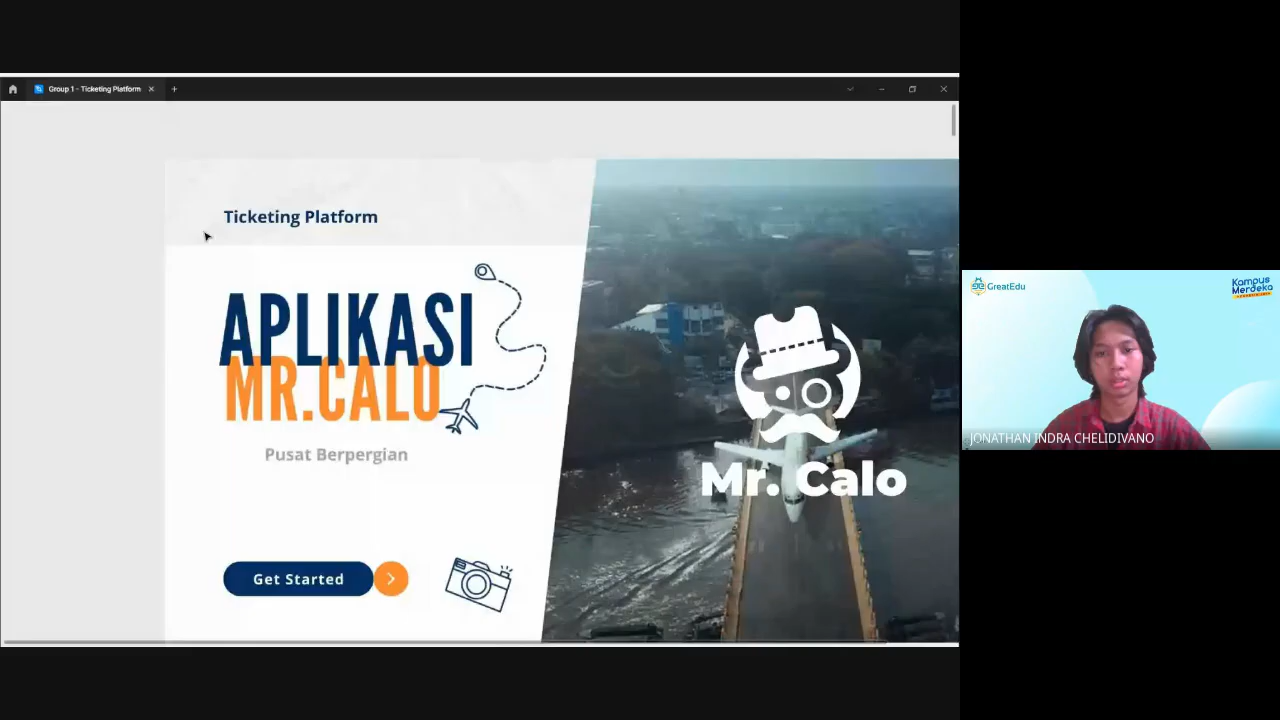 Group 1 - Ticketing Platform
Ticketing Platform
APLIKASI
MR.CALO
Pusat Berpergian
Get Started
Mr. Calo
GreatEdu
Kampus
Merdeka
JONATHAN INDRA CHELIDIVANO